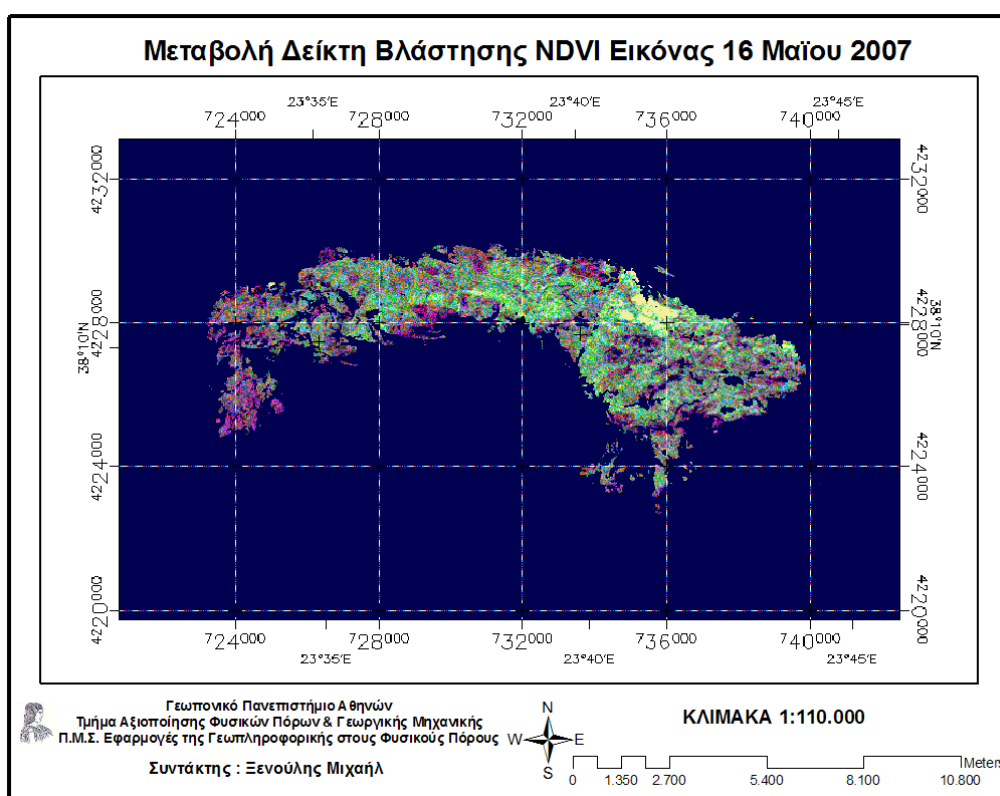 Μεταβολή Δείκτη Βλάστησης NDVI Εικόνας 16 Μαϊου 2007
23°35'E 23°40'E 23°45'E
724000 728000 732000 736000 740000
4232000 4232000
4228000 4228000
38°10'N 38°10'N
4224000 4224000
4220000 4220000
724000 728000 732000 736000 740000
23°35'E 23°40'E 23°45'E
Γεωπονικό Πανεπιστήμιο Αθηνών
Τμήμα Αξιοποίησης Φυσικών Πόρων & Γεωργικής Μηχανικής
Π.Μ.Σ. Εφαρμογές της Γεωπληροφορικής στους Φυσικούς Πόρους
Συντάκτης : Ξενούλης Μιχαήλ
N
W E
S
ΚΛΙΜΑΚΑ 1:110.000
Meters
0 1.350 2.700 5.400 8.100 10.800